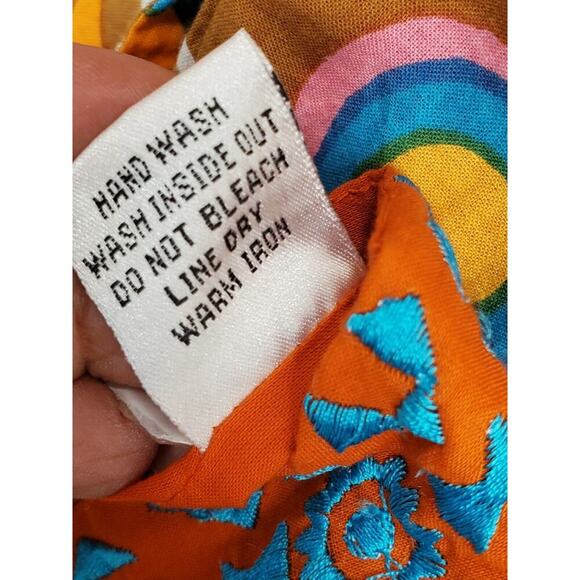 HAND WASH
WASH INSIDE OUT
DO NOT BLEACH
LINE DRY
WARM IRON